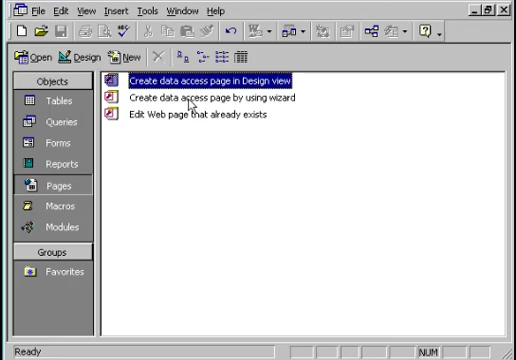 File Edit View Insert Tools Window Help
Open Design New
Objects
Tables
Queries
Forms
Reports
Pages
Macros
Modules
Groups
Favorites
Create data access page in Design view
Create data access page by using wizard
Edit Web page that already exists
Ready NUM